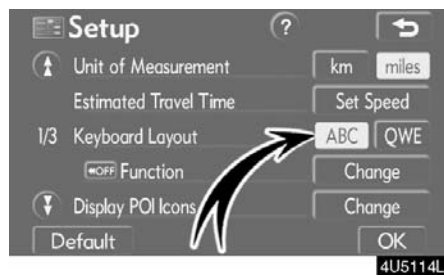 Setup ?
Unit of Measurement km miles
Estimated Travel Time Set Speed
1/3 Keyboard Layout ABC QWE
OFF Function Change
Display POI Icons Change
Default OK
4U5114L